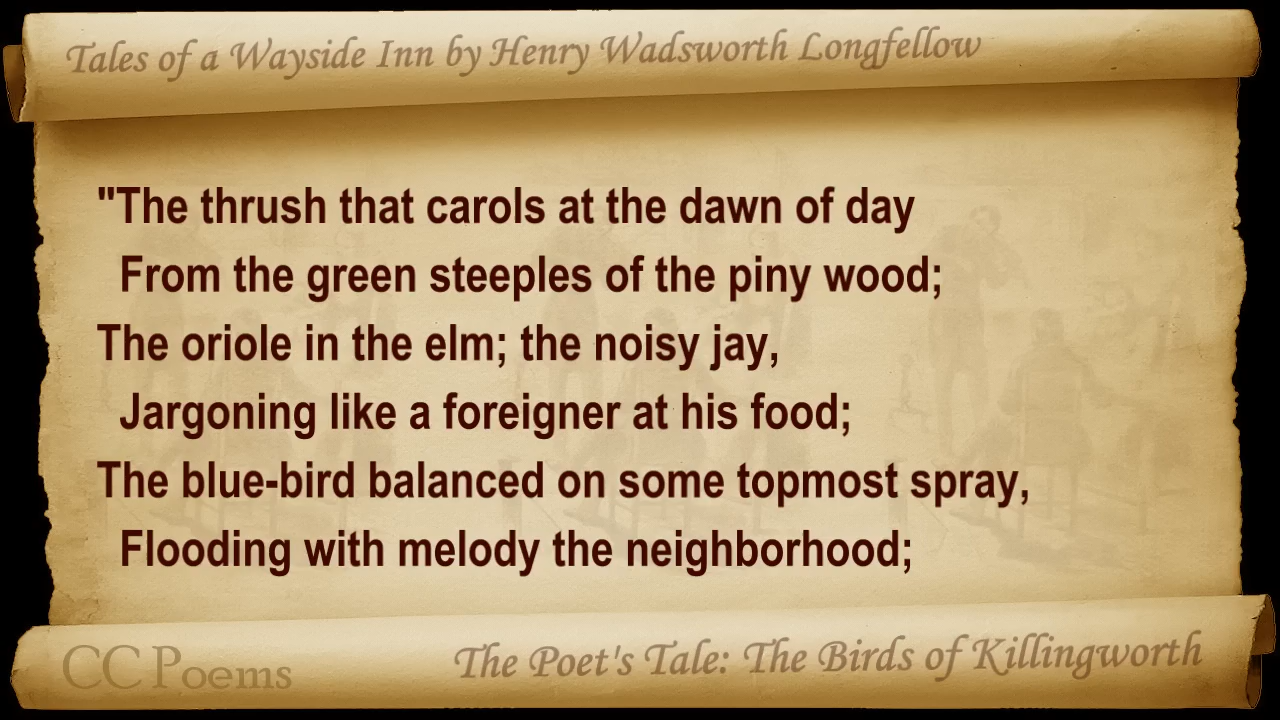 Tales of a Wayside Inn by Henry Wadsworth Longfellow
"The thrush that carols at the dawn of day
From the green steeples of the piny wood;
The oriole in the elm; the noisy jay,
Jargoning like a foreigner at his food;
The blue-bird balanced on some topmost spray,
Flooding with melody the neighborhood;
CC Poems
The Poet's Tale: The Birds of Killingworth